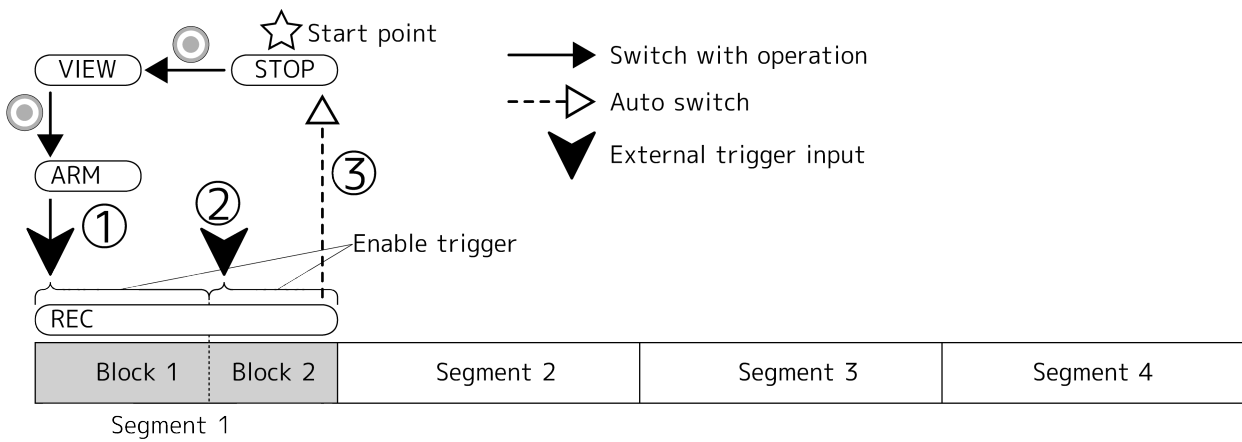 Start point
VIEW
STOP
Switch with operation
Auto switch
ARM
External trigger input
③
②
①
Enable trigger
REC
Block 1
Block 2
Segment 2
Segment 3
Segment 4
Segment 1